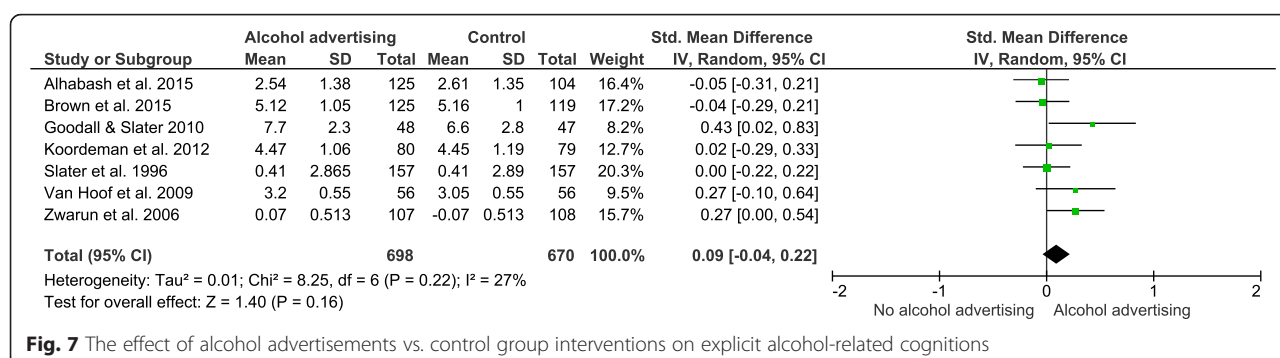 Alcohol advertising Control Std. Mean Difference Std. Mean Difference
Study or Subgroup Mean SD Total Mean SD Total Weight IV, Random, 95% CI IV, Random, 95% CI
Alhabash et al. 2015 2.54 1.38 125 2.61 1.35 104 16.4% -0.05 [-0.31, 0.21]
Brown et al. 2015 5.12 1.05 125 5.16 1 119 17.2% -0.04 [-0.29, 0.21]
Goodall & Slater 2010 7.7 2.3 48 6.6 2.8 47 8.2% 0.43 [0.02, 0.83]
Koordeman et al. 2012 4.47 1.06 80 4.45 1.19 79 12.7% 0.02 [-0.29, 0.33]
Slater et al. 1996 0.41 2.865 157 0.41 2.89 157 20.3% 0.00 [-0.22, 0.22]
Van Hoof et al. 2009 3.2 0.55 56 3.05 0.55 56 9.5% 0.27 [-0.10, 0.64]
Zwarun et al. 2006 0.07 0.513 107 -0.07 0.513 108 15.7% 0.27 [0.00, 0.54]
Total (95% CI) 698 670 100.0% 0.09 [-0.04, 0.22]
Heterogeneity: Tau² = 0.01; Chi² = 8.25, df = 6 (P = 0.22); I² = 27%
Test for overall effect: Z = 1.40 (P = 0.16)
-2 -1 0 1 2
No alcohol advertising Alcohol advertising
Fig. 7 The effect of alcohol advertisements vs. control group interventions on explicit alcohol-related cognitions